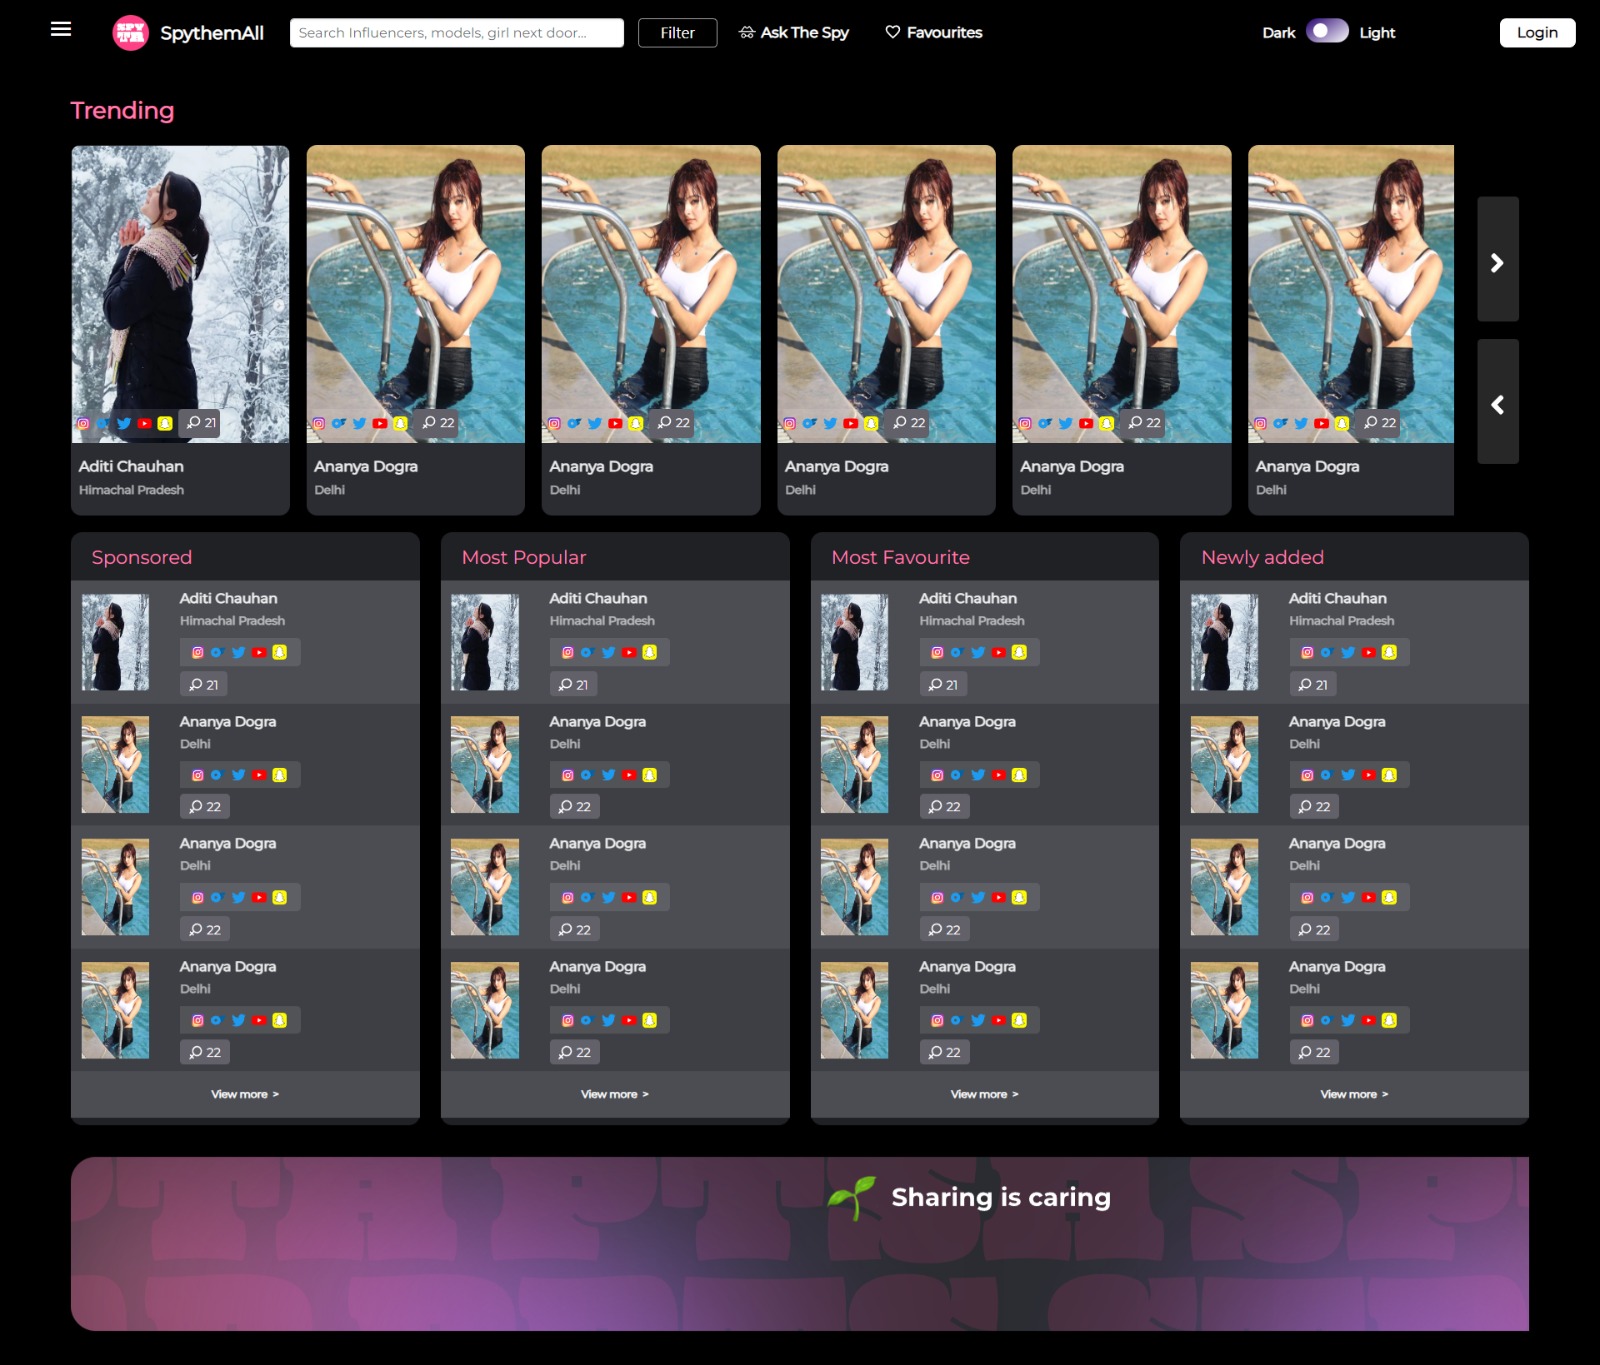 SPY
TA
SpythemAll
Search Influencers, models, girl next door...
Filter
Ask The Spy
Favourites
Dark
Light
Login
Trending
21
22
22
22
22
22
Aditi Chauhan
Ananya Dogra
Ananya Dogra
Ananya Dogra
Ananya Dogra
Ananya Dogra
Himachal Pradesh
Delhi
Delhi
Delhi
Delhi
Delhi
Sponsored
Aditi Chauhan
Himachal Pradesh
21
Ananya Dogra
Delhi
22
Ananya Dogra
Delhi
22
Ananya Dogra
Delhi
22
View more >
Most Popular
Aditi Chauhan
Himachal Pradesh
21
Ananya Dogra
Delhi
22
Ananya Dogra
Delhi
22
Ananya Dogra
Delhi
22
View more >
Most Favourite
Aditi Chauhan
Himachal Pradesh
21
Ananya Dogra
Delhi
22
Ananya Dogra
Delhi
22
Ananya Dogra
Delhi
22
View more >
Newly added
Aditi Chauhan
Himachal Pradesh
21
Ananya Dogra
Delhi
22
Ananya Dogra
Delhi
22
Ananya Dogra
Delhi
22
View more >
Sharing is caring